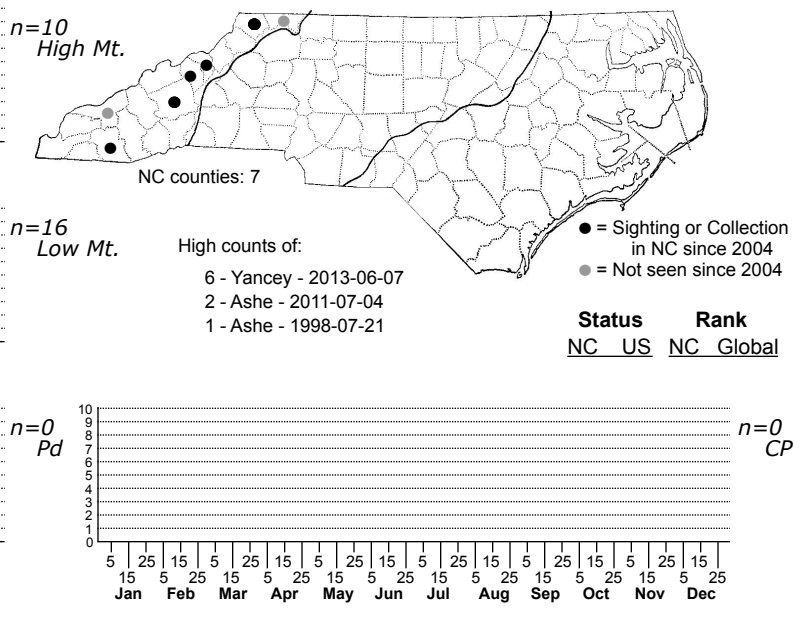 n=10
High Mt.
NC counties: 7
n=16
Low Mt.
High counts of:
6 - Yancey - 2013-06-07
2 - Ashe - 2011-07-04
1 - Ashe - 1998-07-21
= Sighting or Collection
in NC since 2004
= Not seen since 2004
Status Rank
NC US NC Global
n=0
Pd
10
9
8
7
6
5
4
3
2
1
0
n=0
CP
5 25 15 5 25 15 5 25 15 5 25 15 5 25 15 5 25 15
15 5 25 15 5 25 15 5 25 15 5 25 15 5 25 15 5 25
Jan Feb Mar Apr May Jun Jul Aug Sep Oct Nov Dec